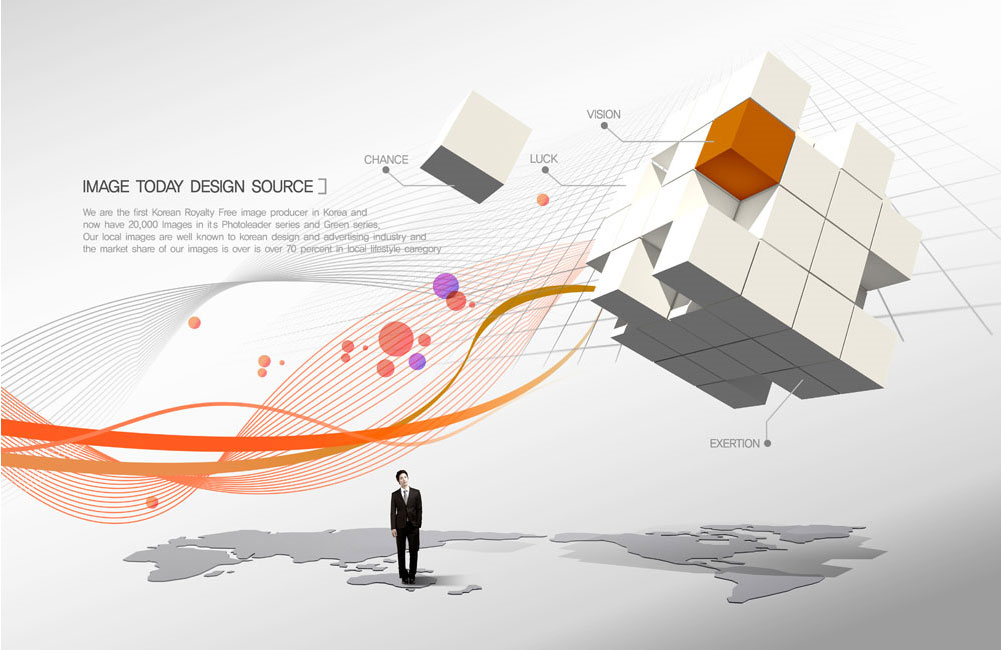 VISION
CHANCE
LUCK
IMAGE TODAY DESIGN SOURCE
We are the first Korean Royalty Free image producer in Korea and
now have 20,000 Images in its Photoleader series and Green series,
Our local images are well known to korean design and advertising industry and
the market share of our images is over is over 70 percent in local lifestyle caregory
EXERTION